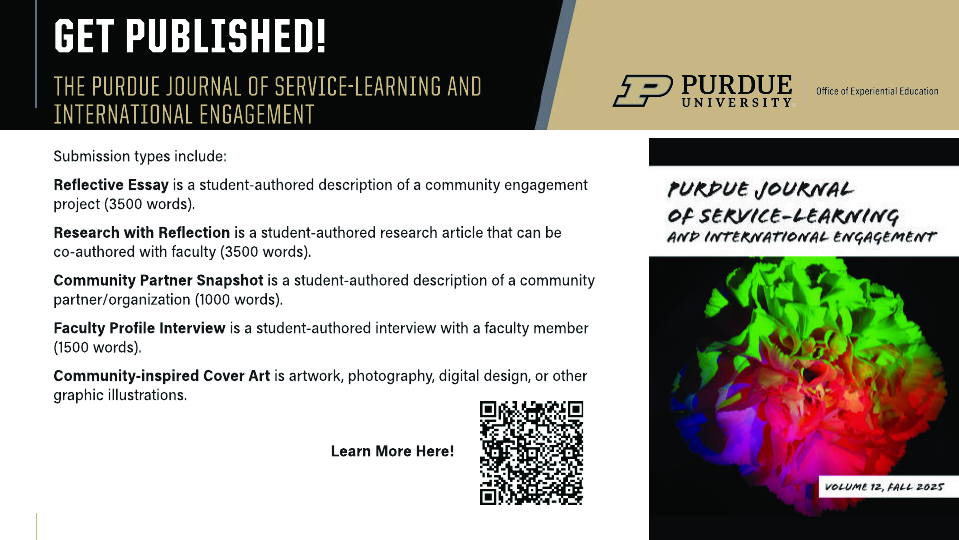 GET PUBLISHED!
THE PURDUE JOURNAL OF SERVICE-LEARNING AND
INTERNATIONAL ENGAGEMENT
PURDUE
UNIVERSITY
Office of Experiential Education
Submission types include:
Reflective Essay is a student-authored description of a community engagement
project (3500 words).
Research with Reflection is a student-authored research article that can be
co-authored with faculty (3500 words).
Community Partner Snapshot is a student-authored description of a community
partner/organization (1000 words).
Faculty Profile Interview is a student-authored interview with a faculty member
(1500 words).
Community-inspired Cover Art is artwork, photography, digital design, or other
graphic illustrations.
Learn More Here!
PURDUE JOURNAL
OF SERVICE-LEARNING
AND INTERNATIONAL ENGAGEMENT
VOLUME 12, FALL 2025